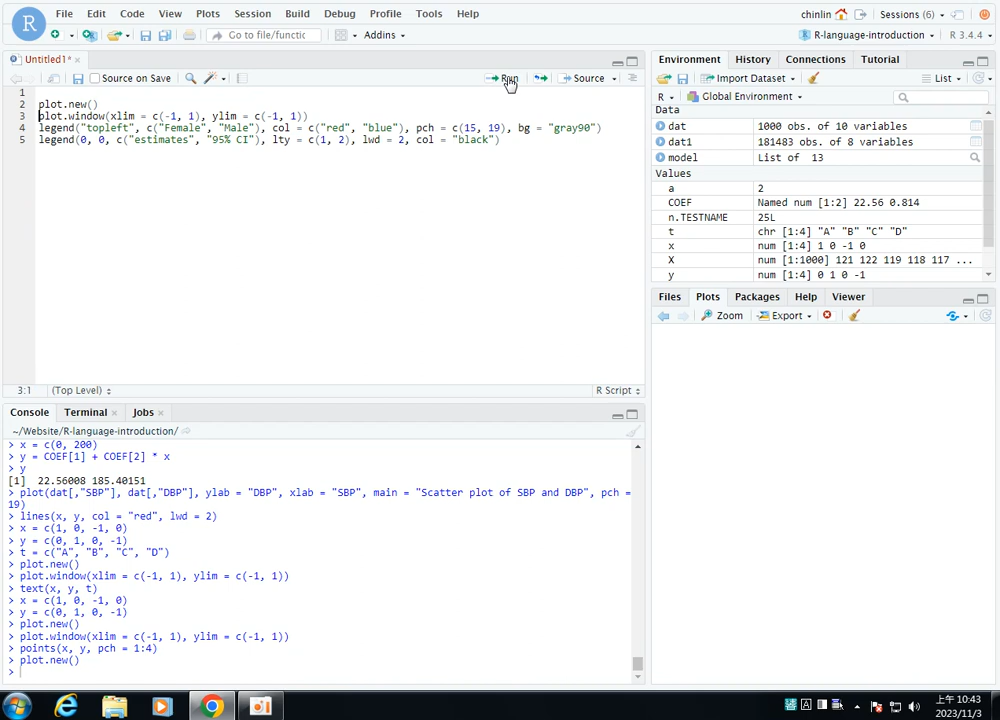 File Edit Code View Plots Session Build Debug Profile Tools Help
chinlin Sessions (6)
Go to file/functic Addins
R-language-introduction R 3.4.4
Untitled1*
Source on Save Run Source
1
2 plot.new()
3 plot.window(xlim = c(-1, 1), ylim = c(-1, 1))
4 legend("topleft", c("Female", "Male"), col = c("red", "blue"), pch = c(15, 19), bg = "gray90")
5 legend(0, 0, c("estimates", "95% CI"), lty = c(1, 2), lwd = 2, col = "black")
3:1 (Top Level) R Script
Console Terminal Jobs
~/Website/R-language-introduction/
> x = c(0, 200)
> y = COEF[1] + COEF[2] * x
> y
[1]  22.56008 185.40151
> plot(dat[,"SBP"], dat[,"DBP"], ylab = "DBP", xlab = "SBP", main = "Scatter plot of SBP and DBP", pch =
19)
> lines(x, y, col = "red", lwd = 2)
> x = c(1, 0, -1, 0)
> y = c(0, 1, 0, -1)
> t = c("A", "B", "C", "D")
> plot.new()
> plot.window(xlim = c(-1, 1), ylim = c(-1, 1))
> text(x, y, t)
> x = c(1, 0, -1, 0)
> y = c(0, 1, 0, -1)
> plot.new()
> plot.window(xlim = c(-1, 1), ylim = c(-1, 1))
> points(x, y, pch = 1:4)
> plot.new()
>
Environment History Connections Tutorial
Import Dataset List
R Global Environment
Data
dat 1000 obs. of 10 variables
dat1 181483 obs. of 8 variables
model List of 13
Values
a 2
COEF Named num [1:2] 22.56 0.814
n.TESTNAME 25L
t chr [1:4] "A" "B" "C" "D"
x num [1:4] 1 0 -1 0
X num [1:1000] 121 122 119 118 117 ...
y num [1:4] 0 1 0 -1
Files Plots Packages Help Viewer
Zoom Export
上午 10:43
2023/11/3